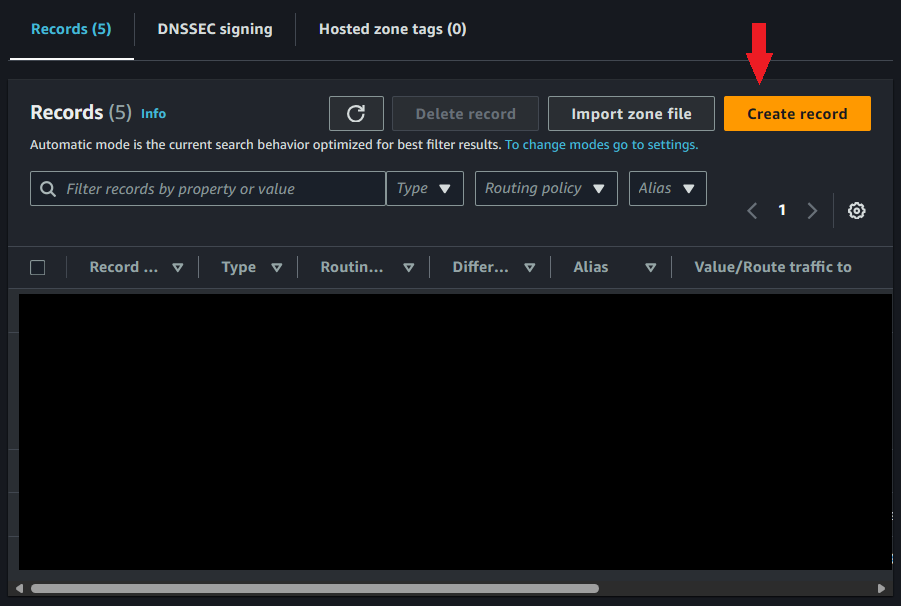 Records (5) DNSSEC signing Hosted zone tags (0)
Records (5) Info Delete record Import zone file Create record
Automatic mode is the current search behavior optimized for best filter results. To change modes go to settings.
Filter records by property or value Type Routing policy Alias
1
Record ... Type Routin... Differ... Alias Value/Route traffic to